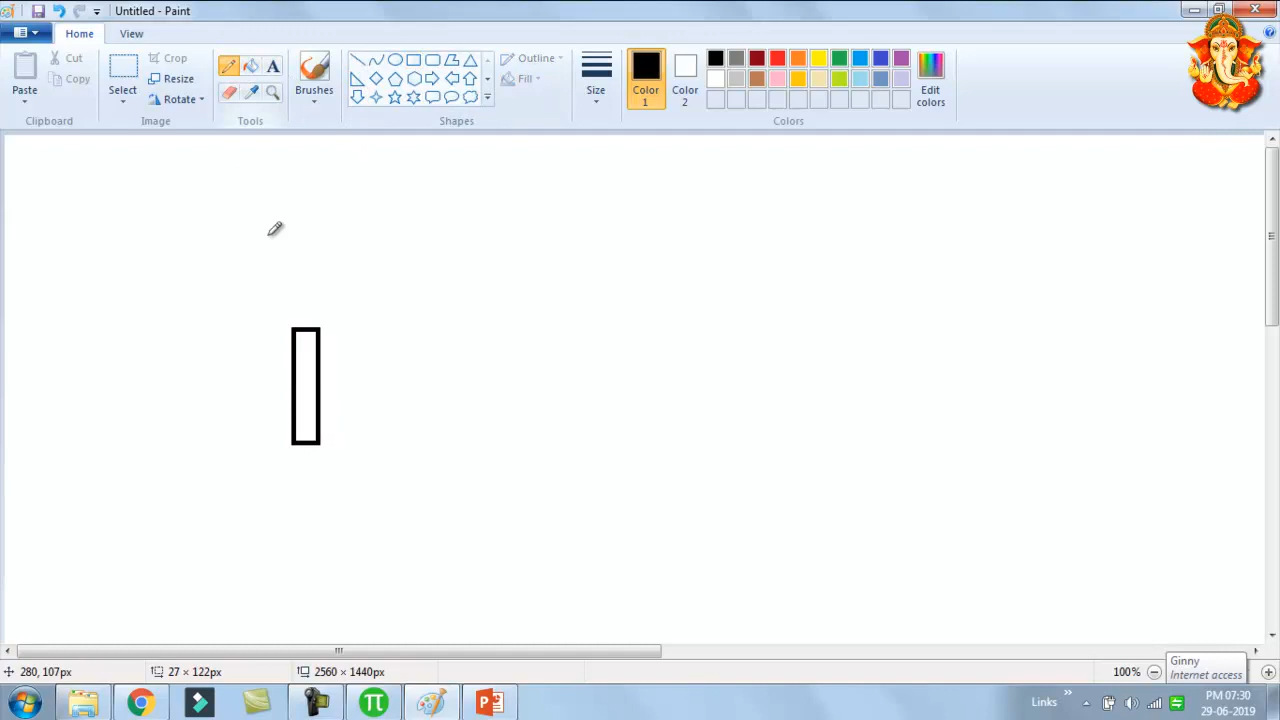 Untitled - Paint
Home
View
Paste
Cut
Copy
Clipboard
Select
Crop
Resize
Rotate
Image
A
Tools
Brushes
Outline
Fill
Shapes
Size
Color 1
Color 2
Edit colors
Colors
280, 107px
27 × 122px
2560 × 1440px
100%
Ginny
Internet access
Links
PM 07:30
29-06-2019